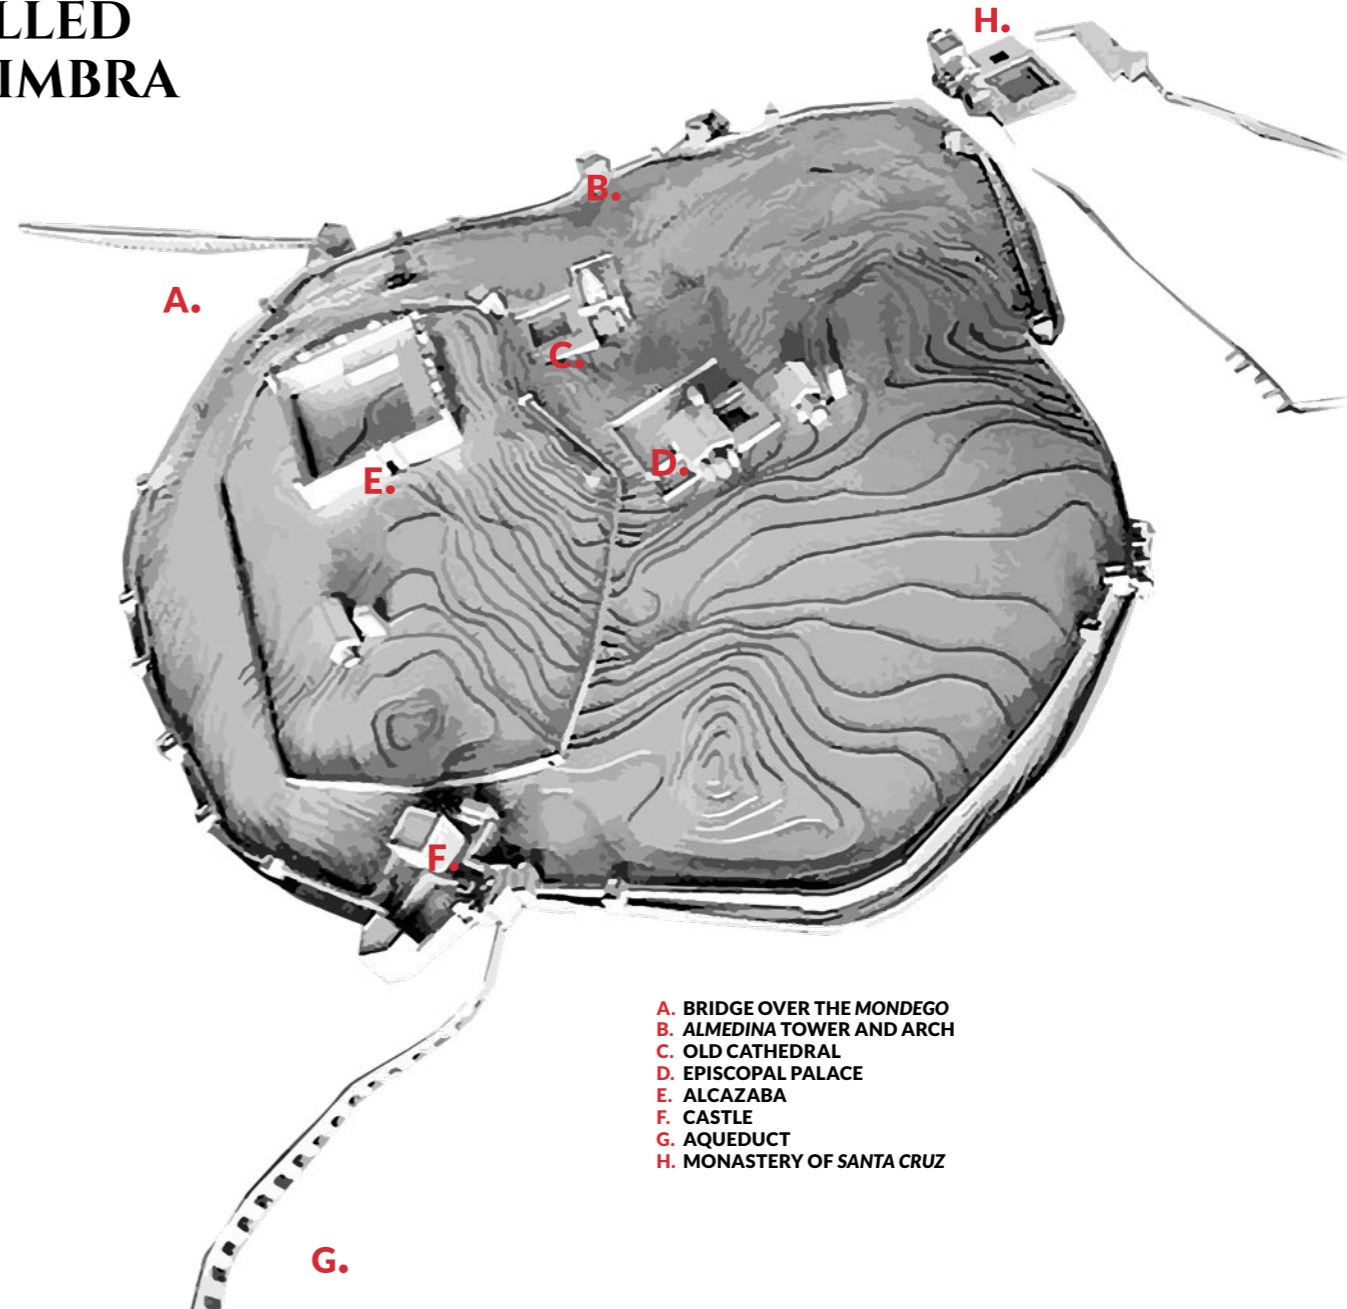 LLED
IMBRA
H.
B.
A.
C.
D.
E.
F.
A. BRIDGE OVER THE MONDEGO
B. ALMEDINA TOWER AND ARCH
C. OLD CATHEDRAL
D. EPISCOPAL PALACE
E. ALCAZABA
F. CASTLE
G. AQUEDUCT
H. MONASTERY OF SANTA CRUZ
G.